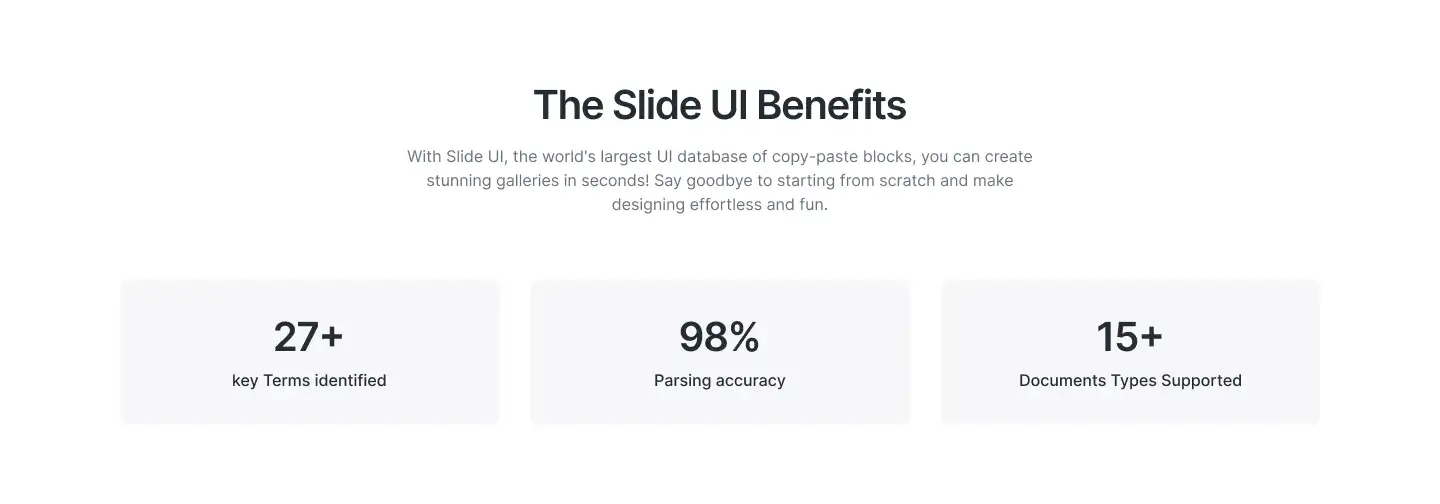 The Slide UI Benefits
With Slide UI, the world's largest UI database of copy-paste blocks, you can create
stunning galleries in seconds! Say goodbye to starting from scratch and make
designing effortless and fun.
27+
key Terms identified
98%
Parsing accuracy
15+
Documents Types Supported